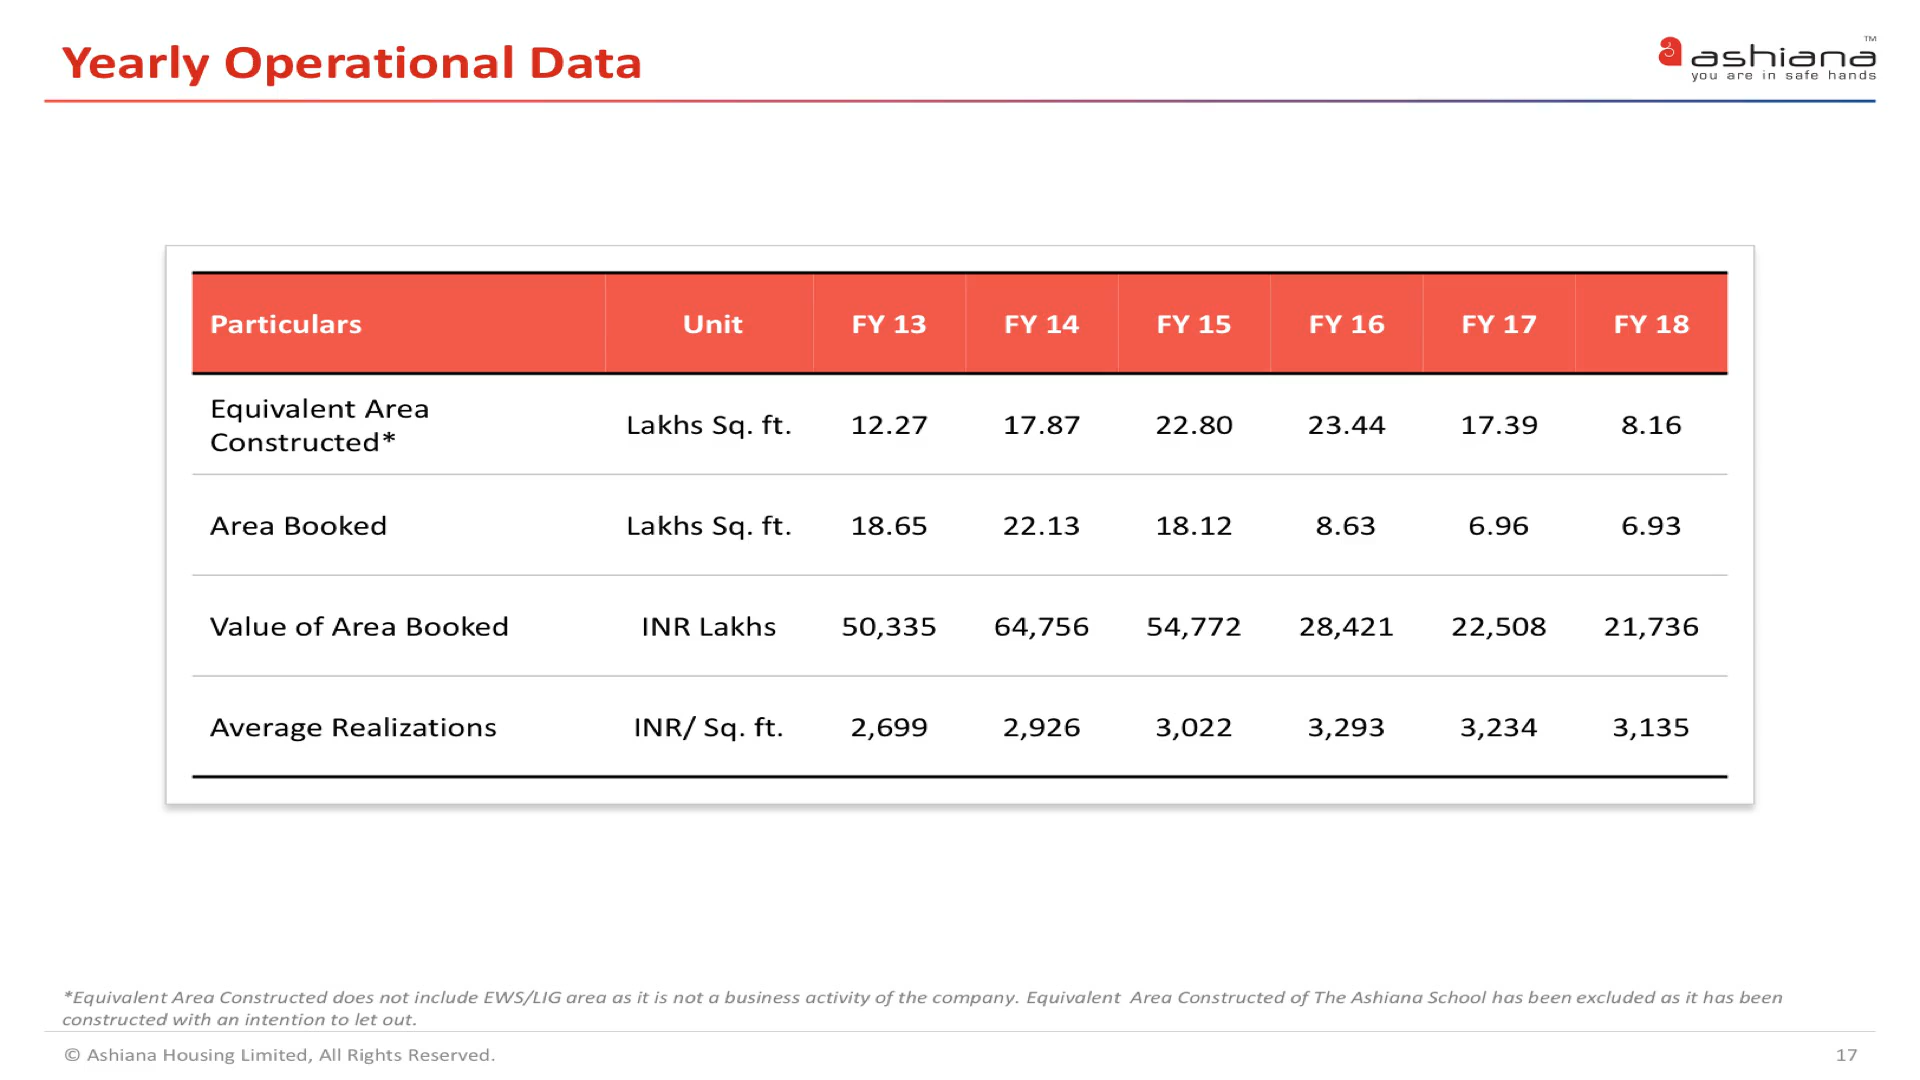 Yearly Operational Data
ashiana
TM
you are in safe hands
Particulars Unit FY 13 FY 14 FY 15 FY 16 FY 17 FY 18
Equivalent Area
Constructed* Lakhs Sq. ft. 12.27 17.87 22.80 23.44 17.39 8.16
Area Booked Lakhs Sq. ft. 18.65 22.13 18.12 8.63 6.96 6.93
Value of Area Booked INR Lakhs 50,335 64,756 54,772 28,421 22,508 21,736
Average Realizations INR/ Sq. ft. 2,699 2,926 3,022 3,293 3,234 3,135
*Equivalent Area Constructed does not include EWS/LIG area as it is not a business activity of the company. Equivalent Area Constructed of The Ashiana School has been excluded as it has been
constructed with an intention to let out.
© Ashiana Housing Limited, All Rights Reserved. 17